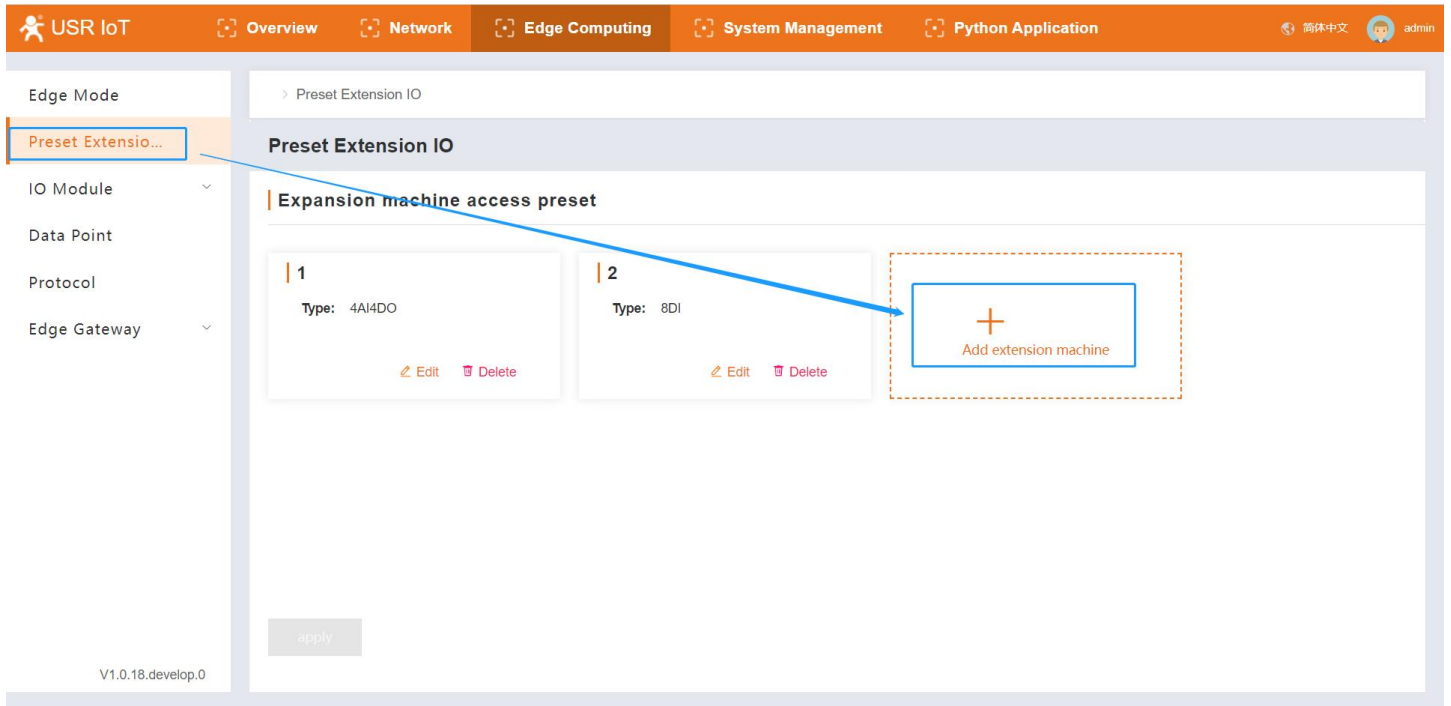 USR IoT Overview Network Edge Computing System Management Python Application 简体中文 admin
Edge Mode
Preset Extensio...
IO Module
Data Point
Protocol
Edge Gateway
V1.0.18.develop.0
Preset Extension IO
Preset Extension IO
Expansion machine access preset
1
Type: 4AI4DO
Edit Delete
2
Type: 8DI
Edit Delete
Add extension machine
apply